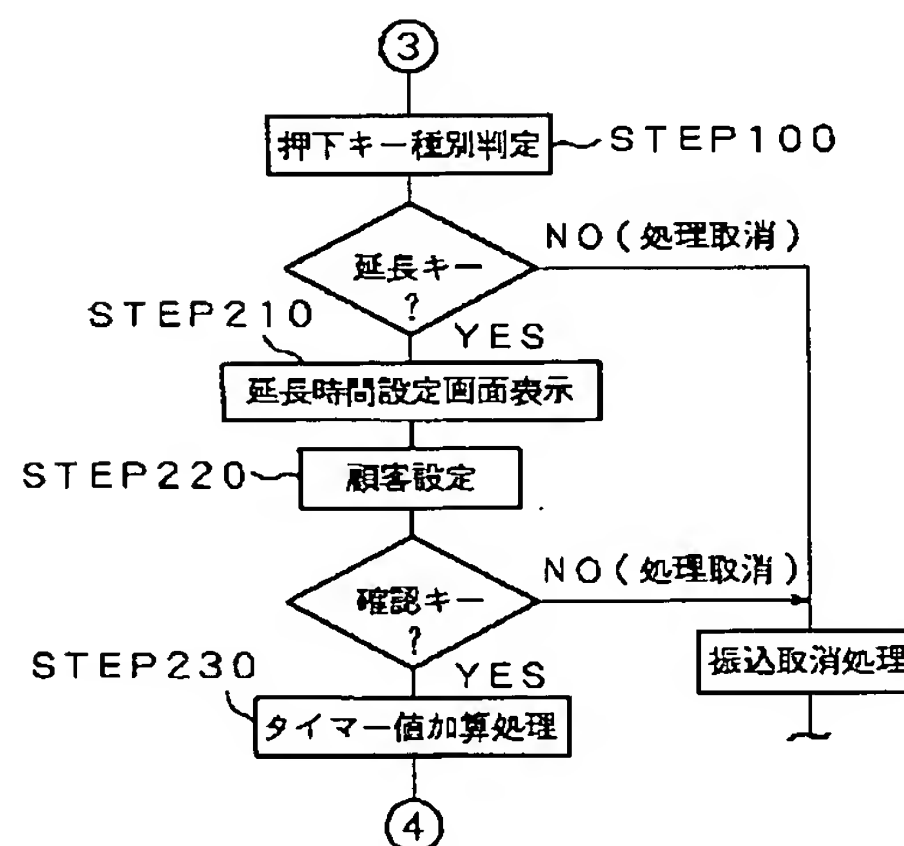 ③
押下キー種別判定 STEP100
延長キー
?
NO(処理取消)
STEP210
YES
延長時間設定画面表示
STEP220 顧客設定
確認キー
?
NO(処理取消)
振込取消処理
STEP230
YES
タイマー値加算処理
④